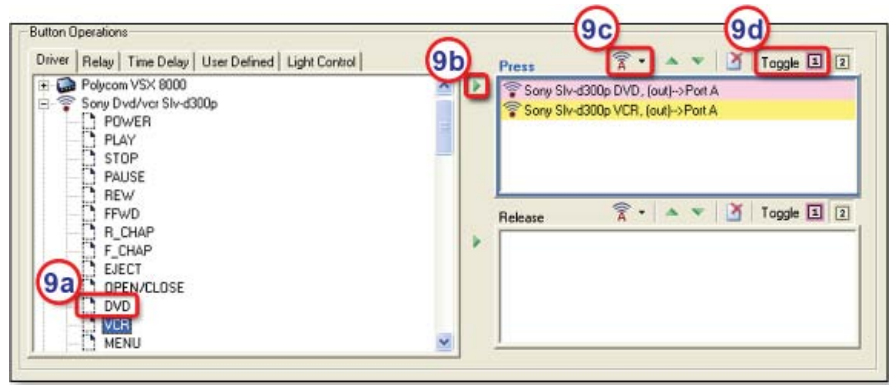 Button Operations
Driver Relay Time Delay User Defined Light Control
9b
9c
9d
Press A Toggle 1 2
Polycom VSX 8000
Sony Dvd/vcr Slv-d300p
POWER
PLAY
STOP
PAUSE
REW
FFWD
R_CHAP
F_CHAP
EJECT
OPEN/CLOSE
9a
DVD
VCR
MENU
Sony Slv-d300p DVD, (out)-->Port A
Sony Slv-d300p VCR, (out)-->Port A
Release A Toggle 1 2